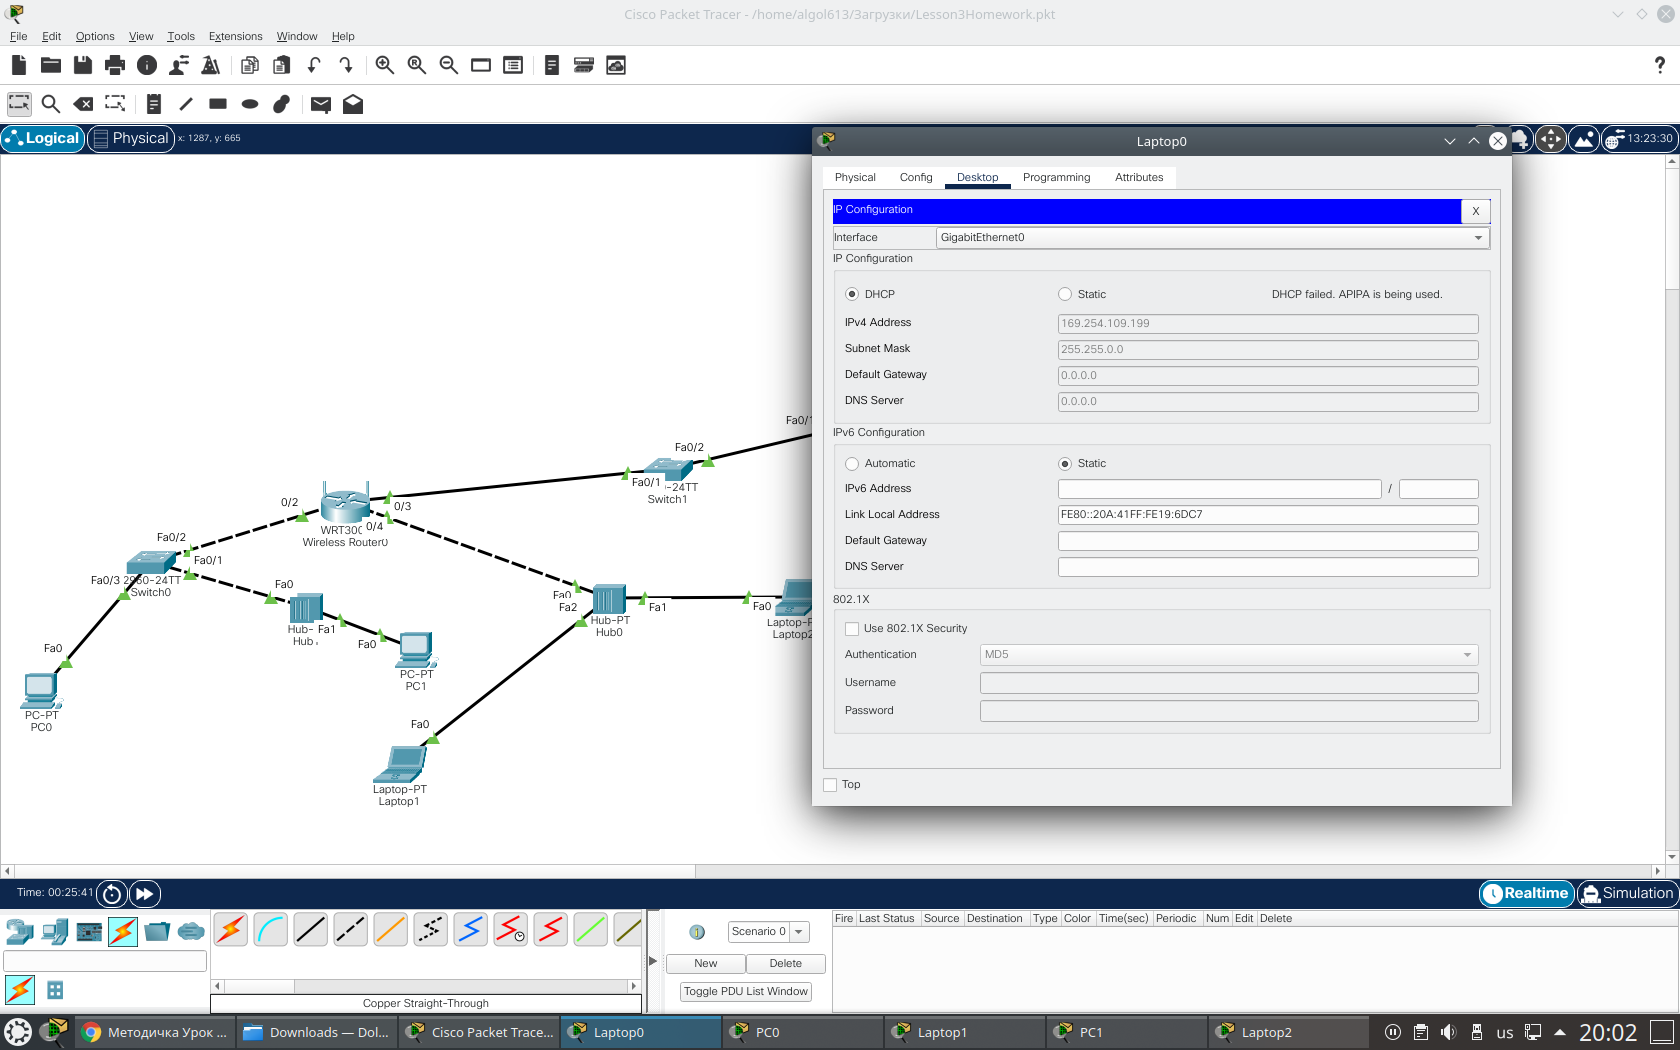 Cisco Packet Tracer - /home/algol613/Загрузки/Lesson3Homework.pkt
File Edit Options View Tools Extensions Window Help
?
Logical Physical x: 1287, y: 665
13:23:30
Laptop0
Physical Config Desktop Programming Attributes
IP Configuration
X
Interface GigabitEthernet0
IP Configuration
DHCP Static DHCP failed. APIPA is being used.
IPv4 Address 169.254.109.199
Subnet Mask 255.255.0.0
Default Gateway 0.0.0.0
DNS Server 0.0.0.0
IPv6 Configuration
Automatic Static
IPv6 Address /
Link Local Address FE80::20A:41FF:FE19:6DC7
Default Gateway
DNS Server
802.1X
Use 802.1X Security
Authentication MD5
Username
Password
Top
Fa0/1
Fa0/2
Fa0/1 -24TT
Switch1
0/2
0/3
WRT300 0/4
Wireless Router0
Fa0/2
Fa0/1
Fa0/3 2960-24TT
Switch0
Fa0
Hub- Fa1
Hub
Fa0
PC-PT
PC1
Fa0
PC-PT
PC0
Fa0
Fa2
Fa1
Hub-PT
Hub0
Fa0
Laptop-P
Laptop2
Fa0
Laptop-PT
Laptop1
Time: 00:25:41
Realtime Simulation
Scenario 0
New Delete
Toggle PDU List Window
Fire Last Status Source Destination Type Color Time(sec) Periodic Num Edit Delete
Copper Straight-Through
Методичка Урок ... Downloads — Dol... Cisco Packet Trace... Laptop0 PC0 Laptop1 PC1 Laptop2 us 20:02